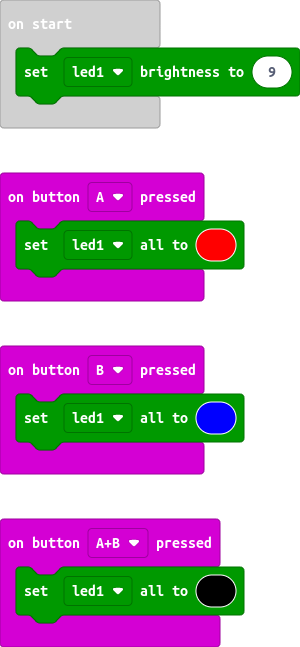 on start
set led1 brightness to 9
on button A pressed
set led1 all to
on button B pressed
set led1 all to
on button A+B pressed
set led1 all to